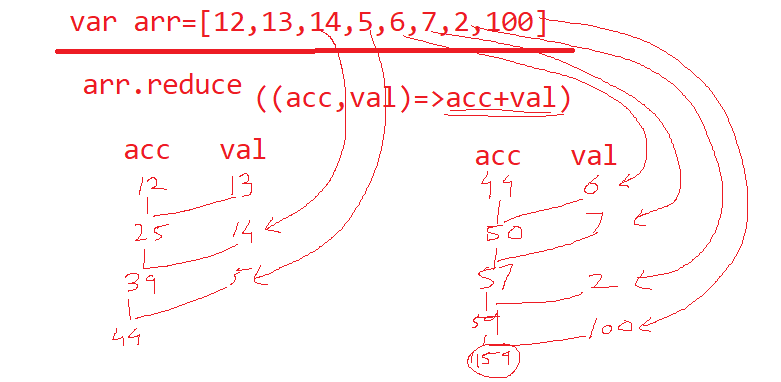 var arr=[12,13,14,5,6,7,2,100]
arr.reduce ((acc,val)=>acc+val)
acc val
12 13
25 14
39 5
44
acc val
44 6
50 7
57 2
59 100
159